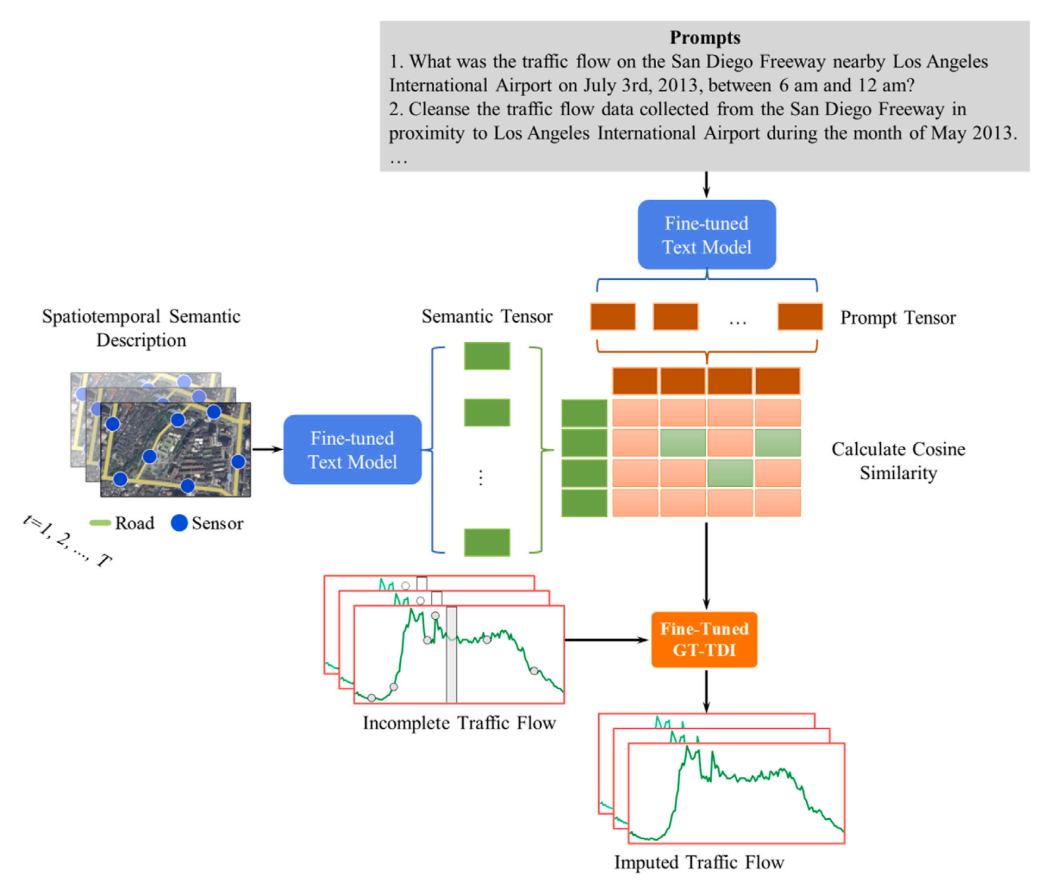 Prompts
1. What was the traffic flow on the San Diego Freeway nearby Los Angeles
International Airport on July 3rd, 2013, between 6 am and 12 am?
2. Cleanse the traffic flow data collected from the San Diego Freeway in
proximity to Los Angeles International Airport during the month of May 2013.
…
Fine-tuned
Text Model
Spatiotemporal Semantic
Description
Semantic Tensor
…
Prompt Tensor
Fine-tuned
Text Model
⋮
Calculate Cosine
Similarity
Road
Sensor
t=1, 2, ..., T
Fine-Tuned
GT-TDI
Incomplete Traffic Flow
Imputed Traffic Flow